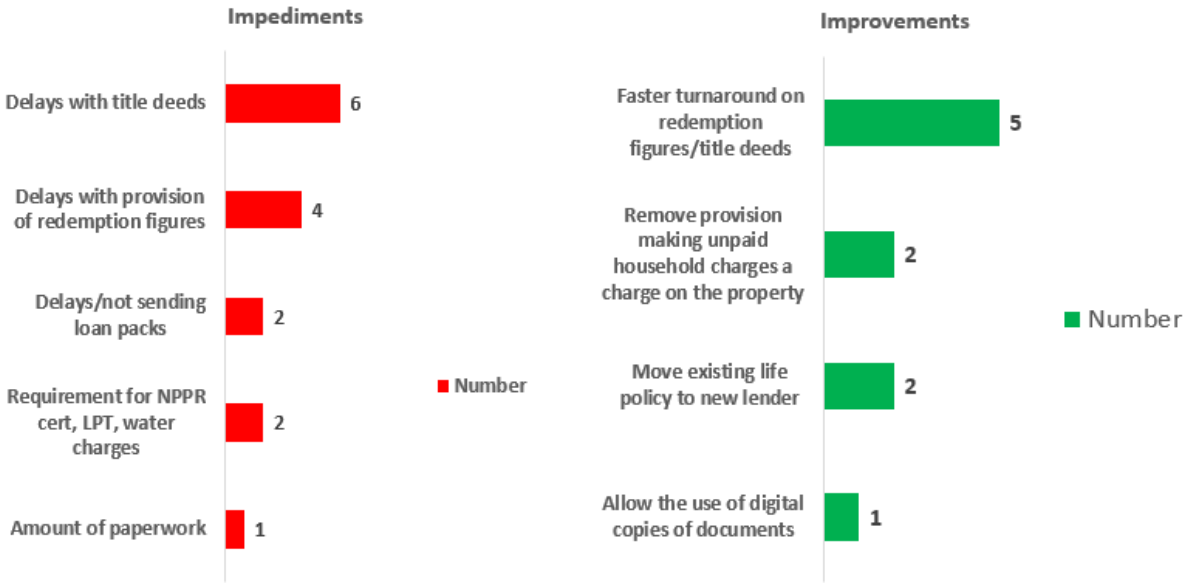 Impediments
Delays with title deeds
6
Delays with provision
of redemption figures
4
Delays/not sending
loan packs
2
Requirement for NPPR
cert, LPT, water
charges
2
Amount of paperwork
1
Number
Improvements
Faster turnaround on
redemption
figures/title deeds
5
Remove provision
making unpaid
household charges a
charge on the property
2
Move existing life
policy to new lender
2
Allow the use of digital
copies of documents
1
Number